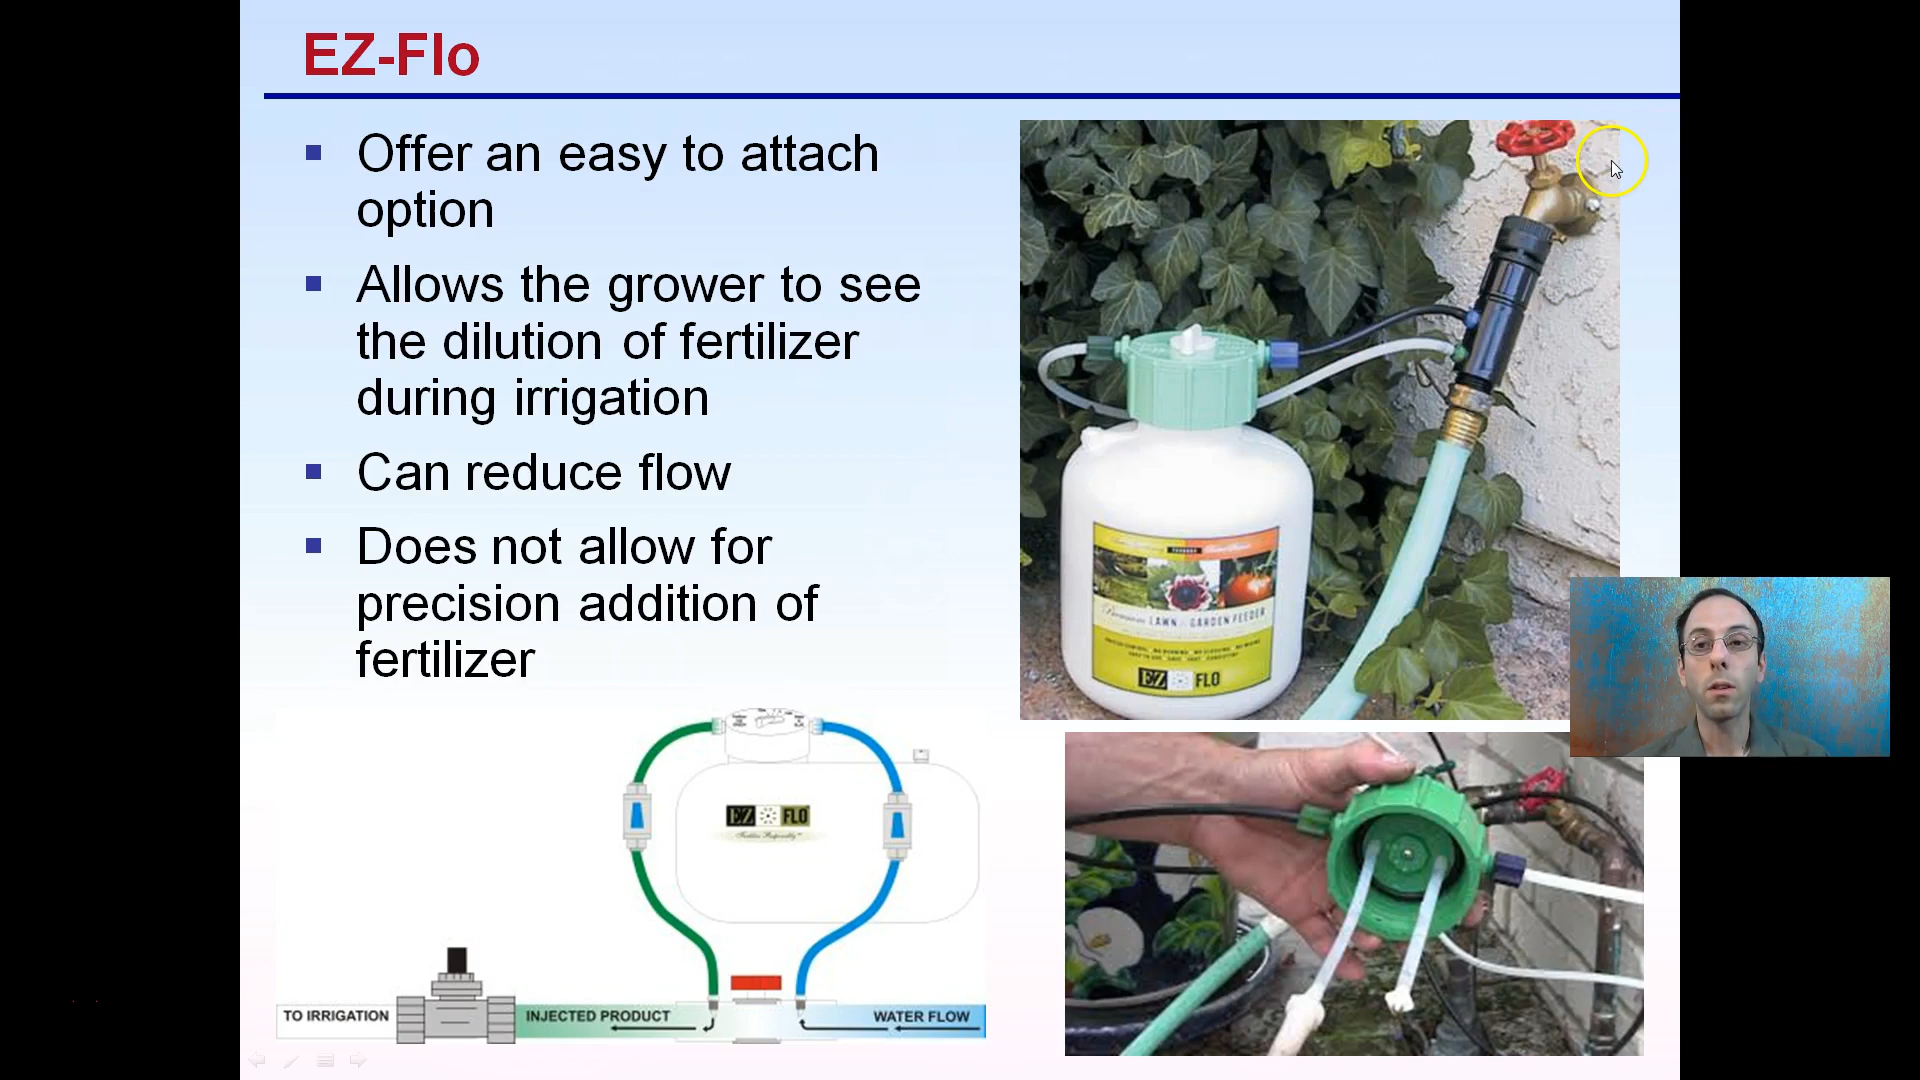 EZ-Flo
Offer an easy to attach
option
Allows the grower to see
the dilution of fertilizer
during irrigation
Can reduce flow
Does not allow for
precision addition of
fertilizer
Premium LAWN & GARDEN FEEDER
EZ FLO
EZ FLO
TO IRRIGATION
INJECTED PRODUCT
WATER FLOW